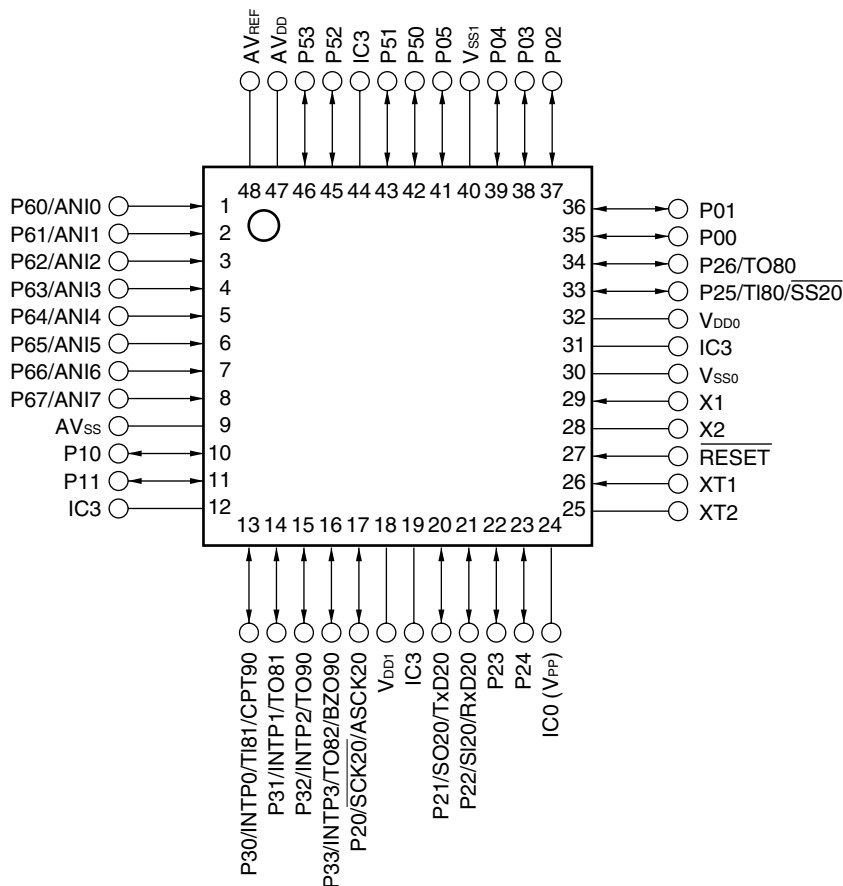 AVREF
AVDD
P53
P52
IC3
P51
P50
P05
VSS1
P04
P03
P02
48 47 46 45 44 43 42 41 40 39 38 37
P60/ANI0 1
P61/ANI1 2
P62/ANI2 3
P63/ANI3 4
P64/ANI4 5
P65/ANI5 6
P66/ANI6 7
P67/ANI7 8
AVSS 9
P10 10
P11 11
IC3 12
36 P01
35 P00
34 P26/TO80
33 P25/TI80/SS20
32 VDD0
31 IC3
30 VSS0
29 X1
28 X2
27 RESET
26 XT1
25 XT2
13 14 15 16 17 18 19 20 21 22 23 24
P30/INTP0/TI81/CPT90
P31/INTP1/TO81
P32/INTP2/TO90
P33/INTP3/TO82/BZO90
P20/SCK20/ASCK20
VDD1
IC3
P21/SO20/TxD20
P22/SI20/RxD20
P23
P24
IC0 (VPP)